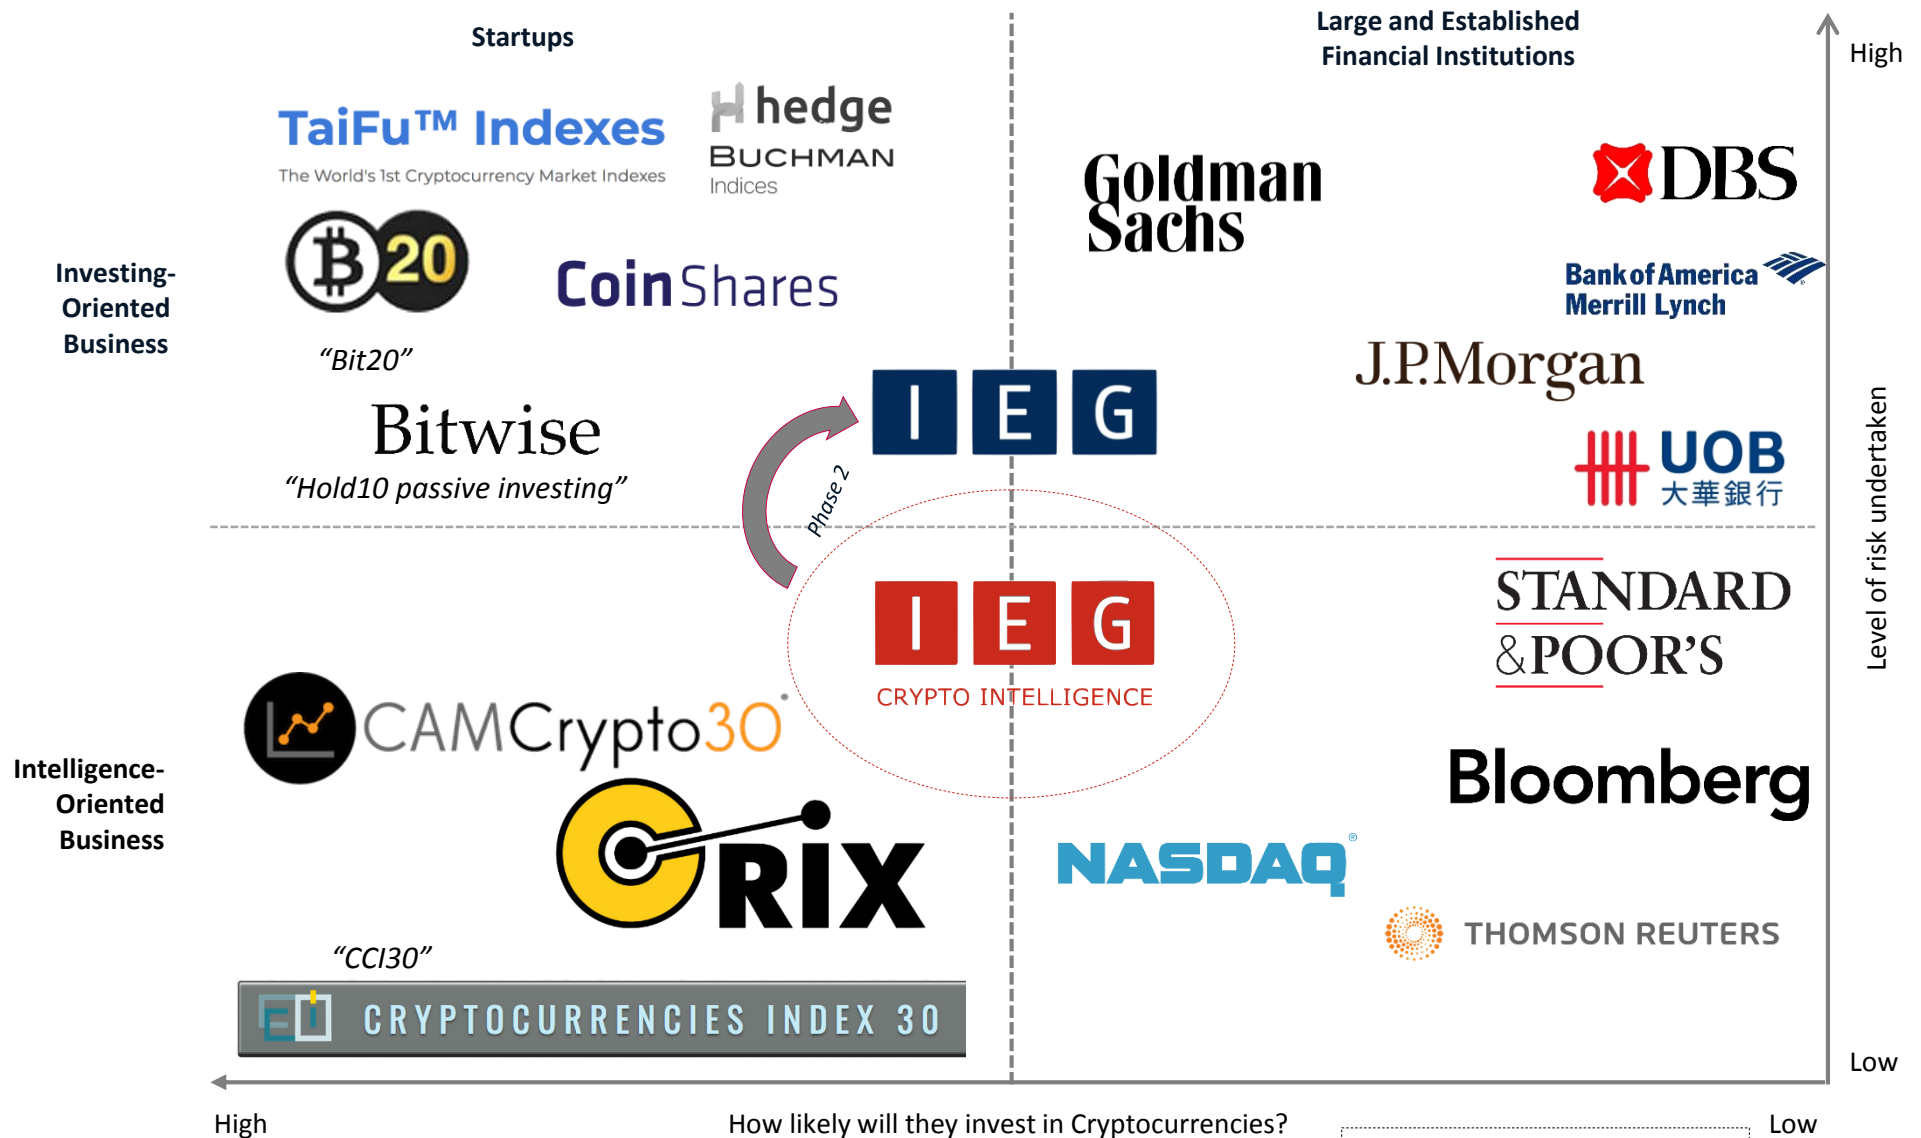 Startups
Large and Established
Financial Institutions
High
TaiFu™ Indexes
The World's 1st Cryptocurrency Market Indexes
hedge
BUCHMAN
Indices
Goldman
Sachs
DBS
Investing-
Oriented
Business
B 20
CoinShares
Bank of America
Merrill Lynch
“Bit20”
J.P.Morgan
Bitwise
“Hold10 passive investing”
Phase 2
I E G
UOB
大華銀行
Level of risk undertaken
I E G
CRYPTO INTELLIGENCE
STANDARD
&POOR'S
CAMCrypto30
Intelligence-
Oriented
Business
Bloomberg
CRIX
NASDAQ®
THOMSON REUTERS
“CCI30”
CRYPTOCURRENCIES INDEX 30
Low
High
How likely will they invest in Cryptocurrencies?
Low